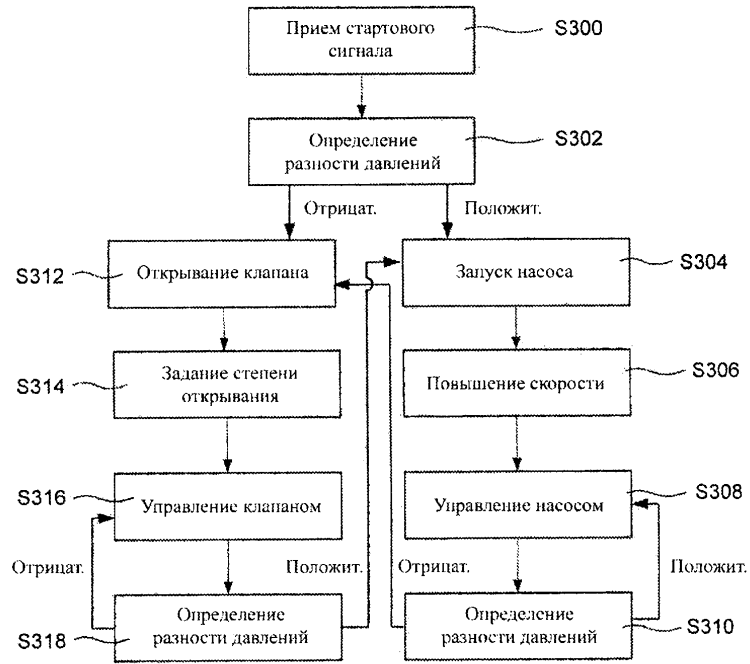 Прием стартового
сигнала
S300
Определение
разности давлений
S302
Отрицат.
Положит.
S312
Открывание клапана
Запуск насоса
S304
S314
Задание степени
открывания
Повышение скорости
S306
S316
Управление клапаном
Управление насосом
S308
Отрицат.
Положит.
Отрицат.
Положит.
S318
Определение
разности давлений
Определение
разности давлений
S310